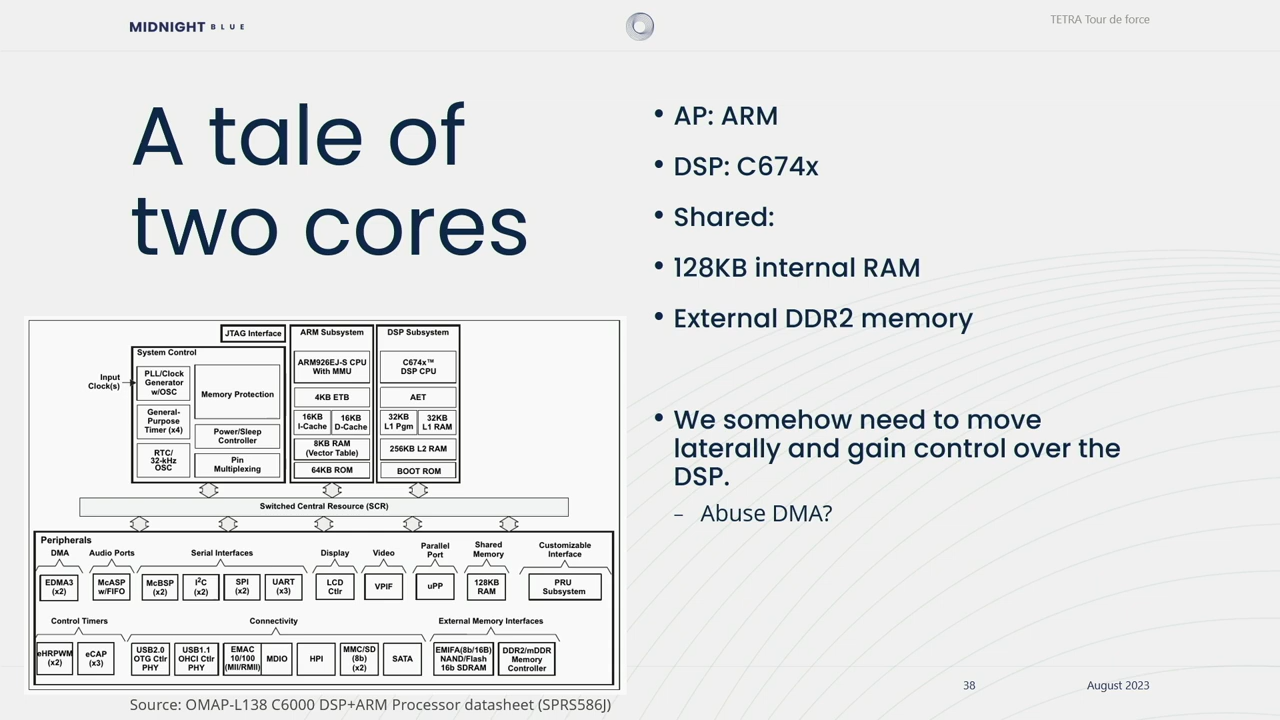 MIDNIGHT BLUE
TETRA Tour de force
A tale of
two cores
• AP: ARM
• DSP: C674x
• Shared:
• 128KB internal RAM
• External DDR2 memory
• We somehow need to move
laterally and gain control over the
DSP.
– Abuse DMA?
JTAG Interface
System Control
Input
Clock(s)
PLL/Clock
Generator
w/OSC
General-
Purpose
Timer (x4)
RTC/
32-kHz
OSC
Memory Protection
Power/Sleep
Controller
Pin
Multiplexing
ARM Subsystem
ARM926EJ-S CPU
With MMU
4KB ETB
16KB
I-Cache
16KB
D-Cache
8KB RAM
(Vector Table)
64KB ROM
DSP Subsystem
C674x™
DSP CPU
AET
32KB
L1 Pgm
32KB
L1 RAM
256KB L2 RAM
BOOT ROM
Switched Central Resource (SCR)
Peripherals
DMA
Audio Ports
Serial Interfaces
Display
Video
Parallel
Port
Shared
Memory
Customizable
Interface
EDMA3
(x2)
McASP
w/FIFO
McBSP
(x2)
I2C
(x2)
SPI
(x2)
UART
(x3)
LCD
Ctlr
VPIF
uPP
128KB
RAM
PRU
Subsystem
Control Timers
Connectivity
External Memory Interfaces
eHRPWM
(x2)
eCAP
(x3)
USB2.0
OTG Ctlr
PHY
USB1.1
OHCI Ctlr
PHY
EMAC
10/100
(MII/RMII)
MDIO
HPI
MMC/SD
(8b)
(x2)
SATA
EMIFA(8b/16B)
NAND/Flash
16b SDRAM
DDR2/mDDR
Memory
Controller
Source: OMAP-L138 C6000 DSP+ARM Processor datasheet (SPRS586J)
38
August 2023